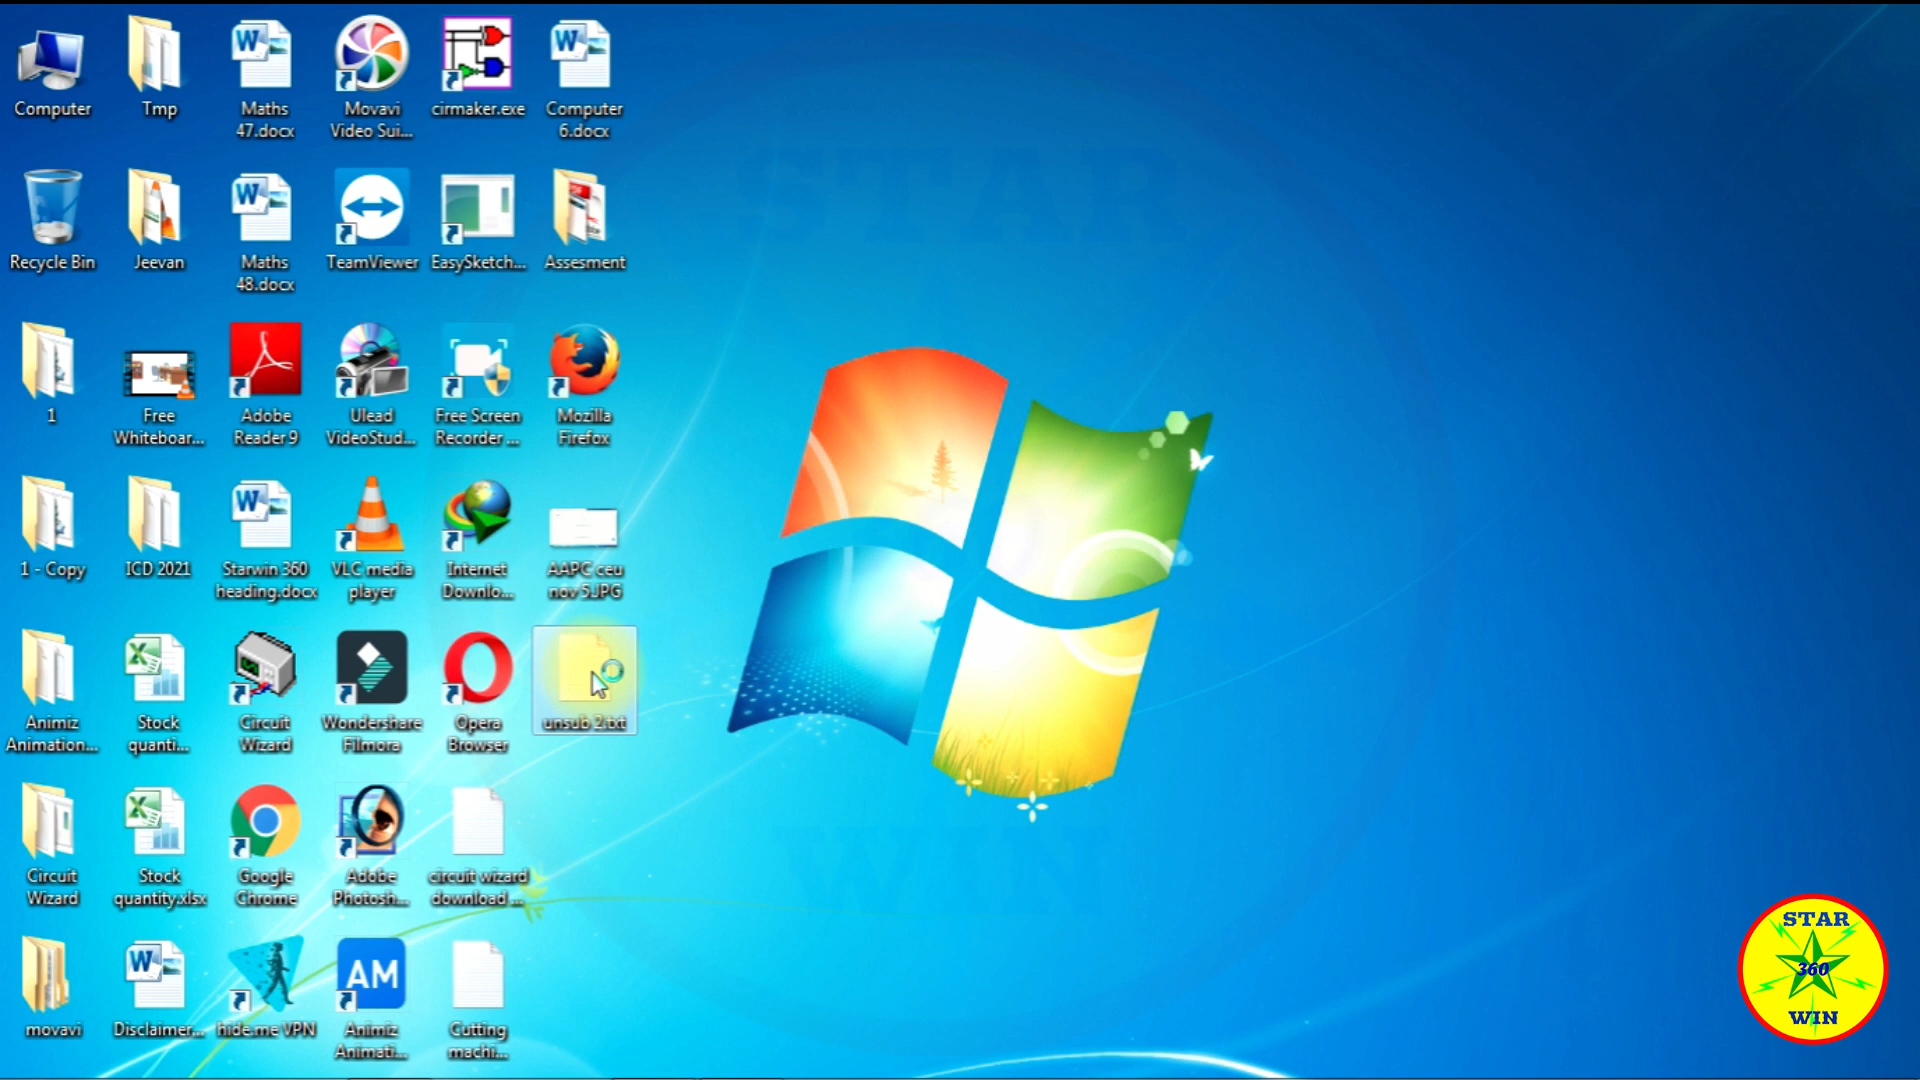 Computer
Tmp
Maths
47.docx
Movavi
Video Sui...
cirmaker.exe
Computer
6.docx
Recycle Bin
Jeevan
Maths
48.docx
TeamViewer
EasySketch...
Assesment
1
Free
Whiteboar...
Adobe
Reader 9
Ulead
VideoStud...
Free Screen
Recorder ...
Mozilla
Firefox
1 - Copy
ICD 2021
Starwin 360
heading.docx
VLC media
player
Internet
Downlo...
AAPC ceu
nov 5.JPG
Animiz
Animation...
Stock
quanti...
Circuit
Wizard
Wondershare
Filmora
Opera
Browser
unsub 2.txt
Circuit
Wizard
Stock
quantity.xlsx
Google
Chrome
Adobe
Photosh...
circuit wizard
download ...
movavi
Disclaimer...
hide.me VPN
AM
Animiz
Animati...
Cutting
machi...
STAR
WIN
STAR
360
WIN